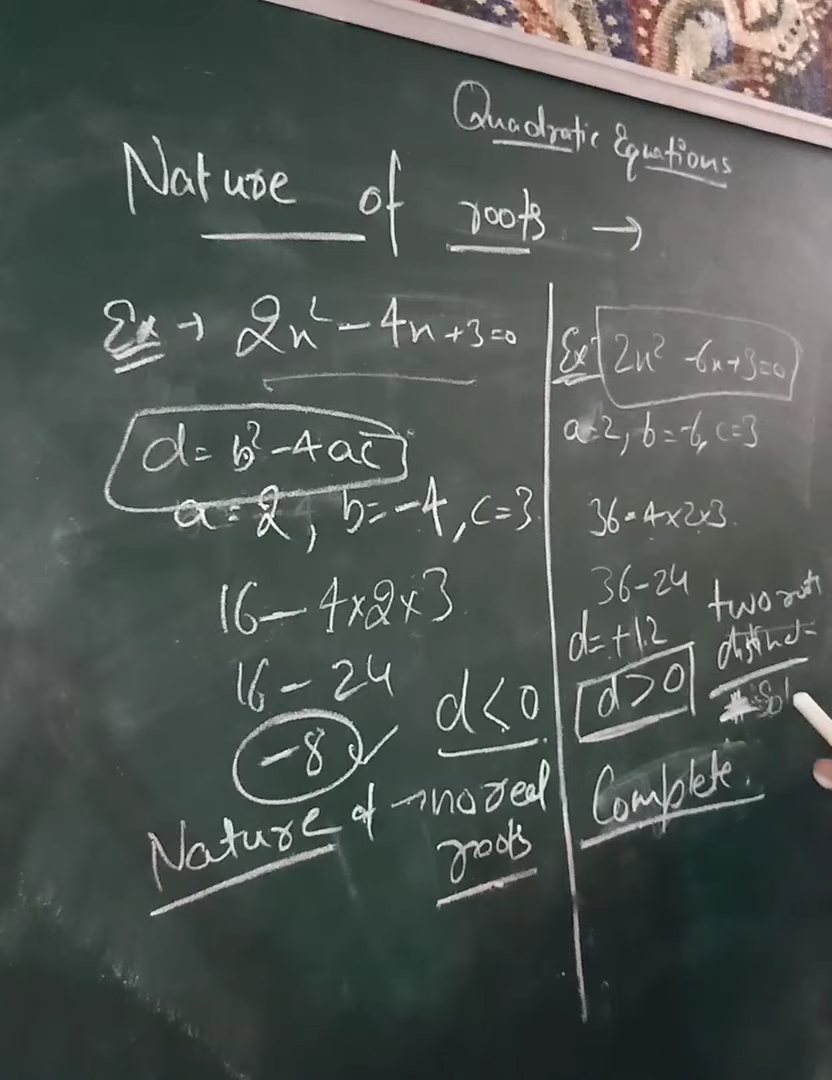 Quadratic Equations
Nature of roots →
Ex → 2x² - 4x + 3 = 0
d = b² - 4ac
a = 2, b = -4, c = 3
16 - 4×2×3
16 - 24
-8 ✓ d < 0
Nature of → no real
roots
Ex 2x² - 6x + 3 = 0
a = 2, b = -6, c = 3
36 - 4×2×3
36 - 24
d = +12
d > 0
two
distinct
Complete.